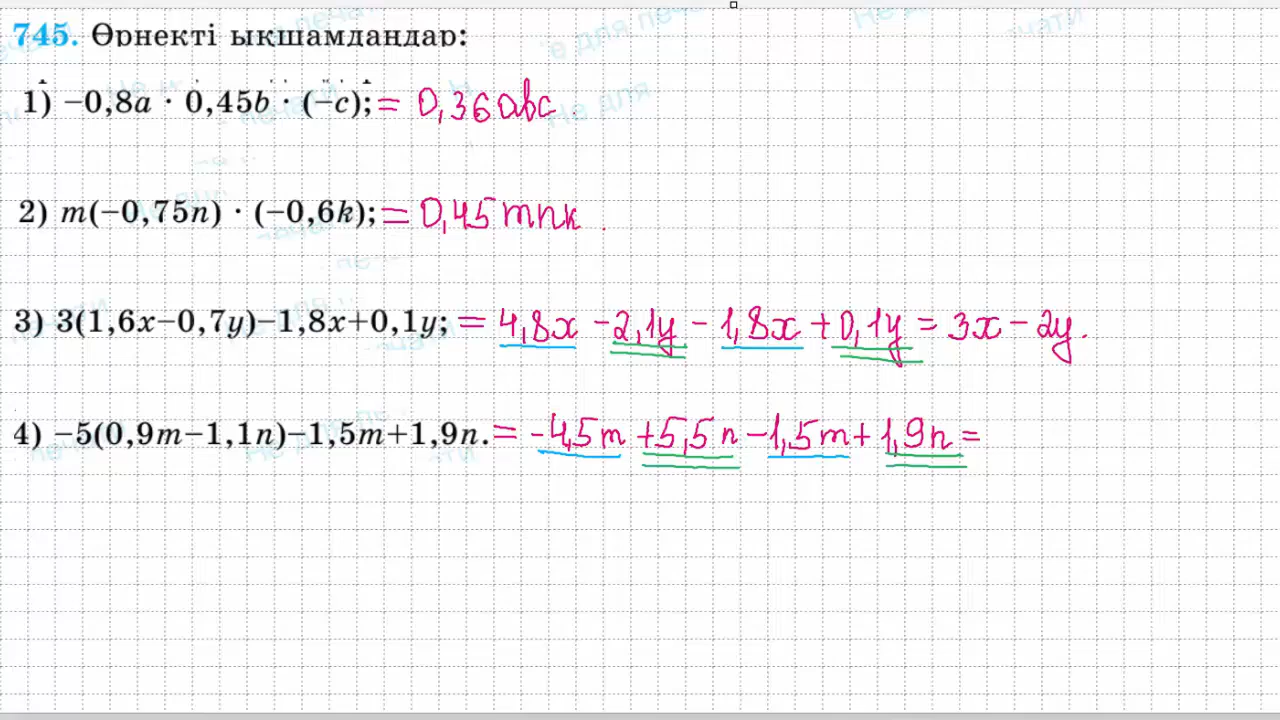 745. Өрнекті ықшамдаңдар:
1) −0,8a · 0,45b · (−c); = 0,36abc.
2) m(−0,75n) · (−0,6k); = 0,45mnk.
3) 3(1,6x−0,7y)−1,8x+0,1y; = 4,8x −2,1y − 1,8x + 0,1y = 3x − 2y.
4) −5(0,9m−1,1n)−1,5m+1,9n. = -4,5m +5,5n −1,5m+ 1,9n =